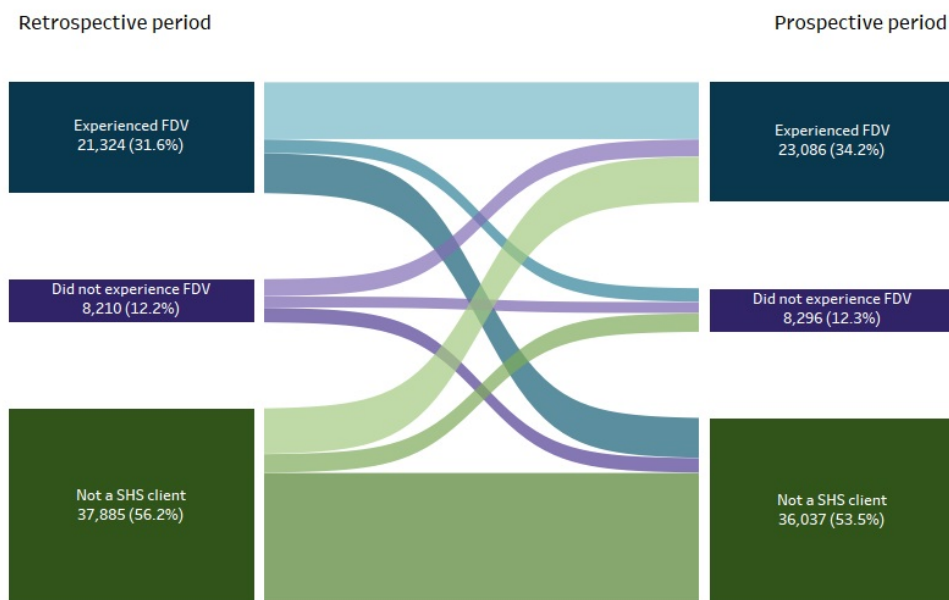 Retrospective period
Prospective period
Experienced FDV
21,324 (31.6%)
Experienced FDV
23,086 (34.2%)
Did not experience FDV
8,210 (12.2%)
Did not experience FDV
8,296 (12.3%)
Not a SHS client
37,885 (56.2%)
Not a SHS client
36,037 (53.5%)